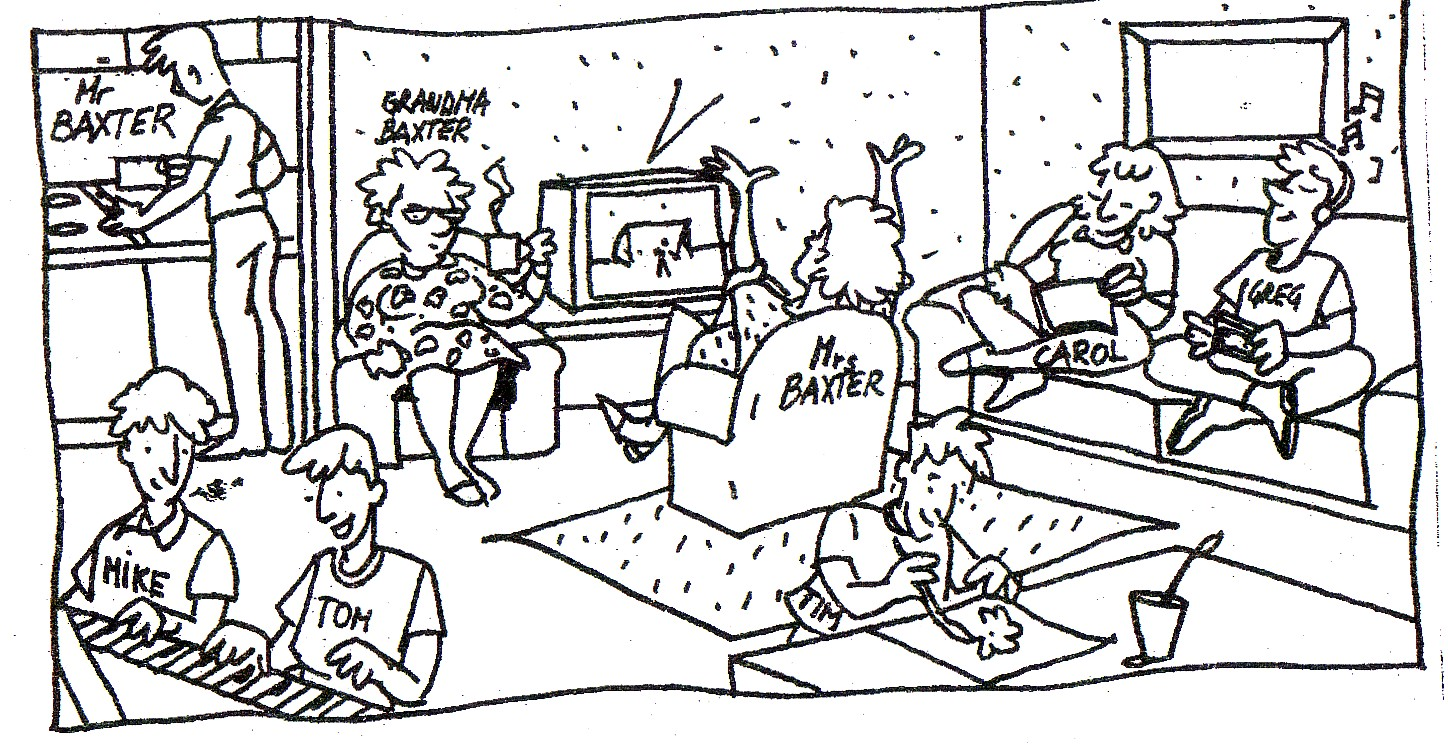 Mr
BAXTER
GRANDMA
BAXTER
Mrs
BAXTER
CAROL
GREG
MIKE
TOM
TIM